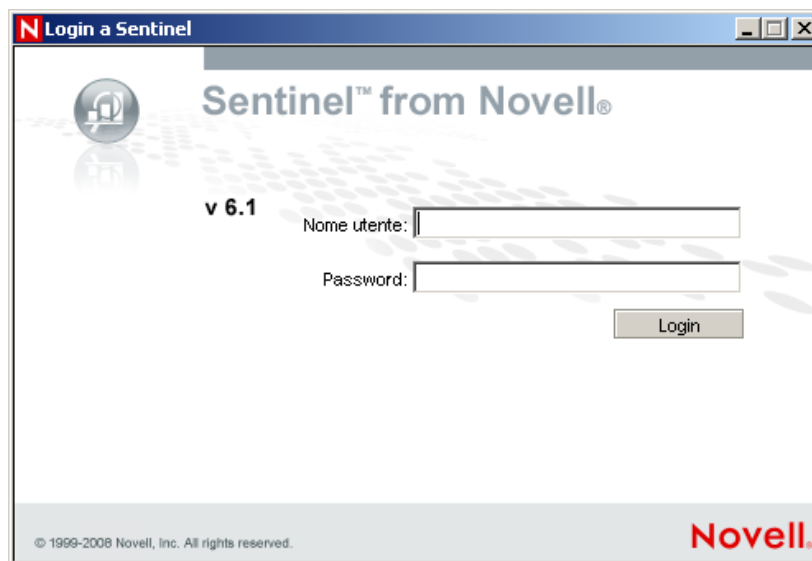 N Login a Sentinel
Sentinel™ from Novell®
v 6.1
Nome utente:
Password:
Login
© 1999-2008 Novell, Inc. All rights reserved.
Novell®